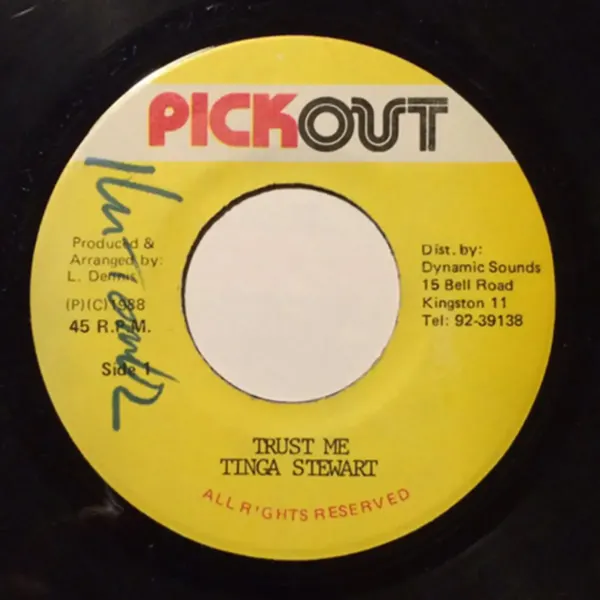 PICKOUT
Produced &
Arranged by:
L. Dennis
(P)(C) 1988
45 R.P.M.
Side 1
Dist. by:
Dynamic Sounds
15 Bell Road
Kingston 11
Tel: 92-39138
TRUST ME
TINGA STEWART
ALL R'GHTS RESERVED